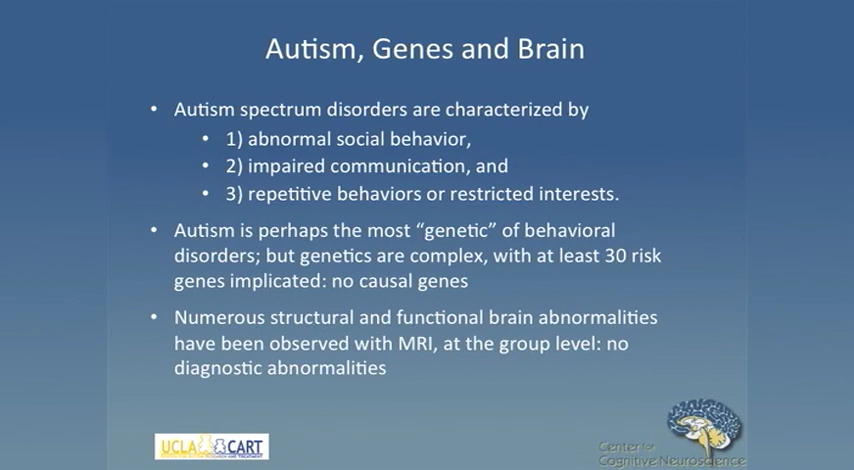 Autism, Genes and Brain
• Autism spectrum disorders are characterized by
• 1) abnormal social behavior,
• 2) impaired communication, and
• 3) repetitive behaviors or restricted interests.
• Autism is perhaps the most “genetic” of behavioral
disorders; but genetics are complex, with at least 30 risk
genes implicated: no causal genes
• Numerous structural and functional brain abnormalities
have been observed with MRI, at the group level: no
diagnostic abnormalities
UCLA CART
Center for
Cognitive Neuroscience